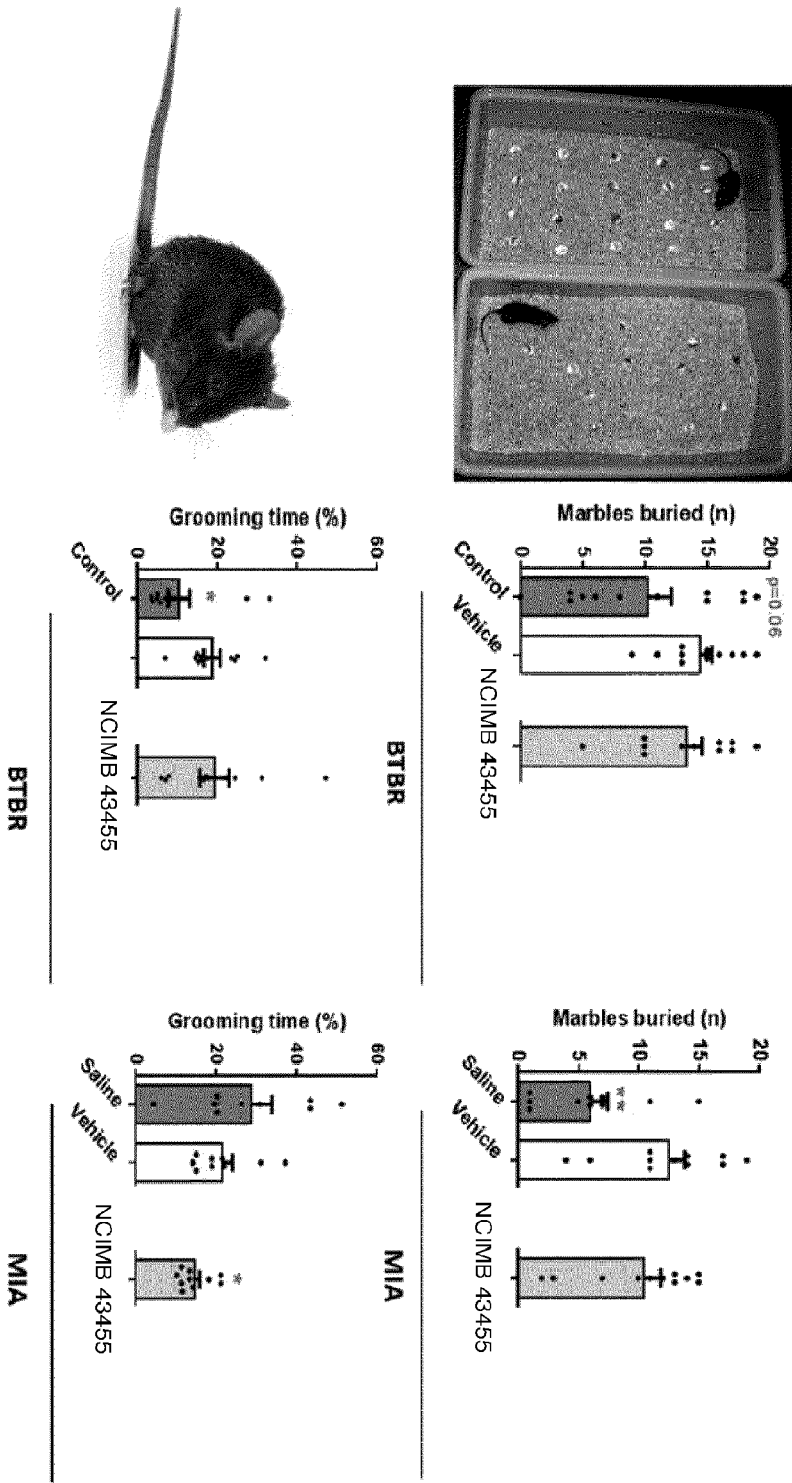 Marbles buried (n)
20
15
10
5
0
p=0.06
Control
Vehicle
NCIMB 43455
BTBR
Marbles buried (n)
20
15
10
5
0
**
Saline
Vehicle
NCIMB 43455
MIA
Grooming time (%)
60
40
20
0
*
Control
NCIMB 43455
BTBR
Grooming time (%)
60
40
20
0
Saline
Vehicle
*
NCIMB 43455
MIA